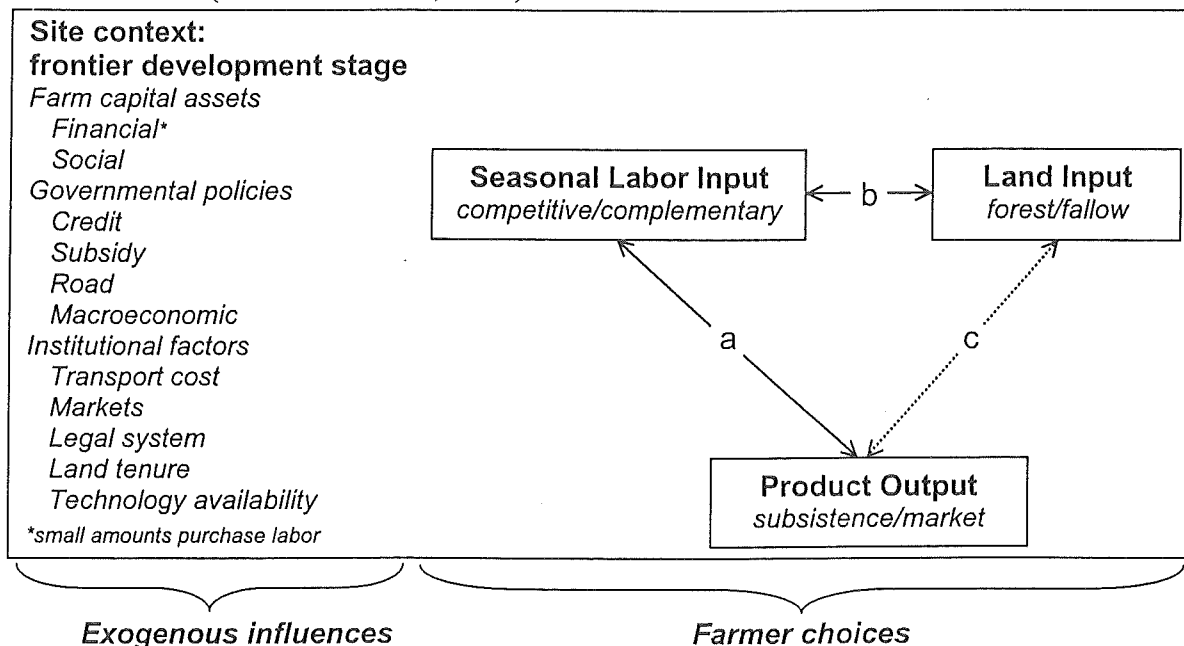 Site context:
frontier development stage
Farm capital assets
Financial*
Social
Governmental policies
Credit
Subsidy
Road
Macroeconomic
Institutional factors
Transport cost
Markets
Legal system
Land tenure
Technology availability
*small amounts purchase labor
Seasonal Labor Input
competitive/complementary
b
Land Input
forest/fallow
a
c
Product Output
subsistence/market
Exogenous influences
Farmer choices